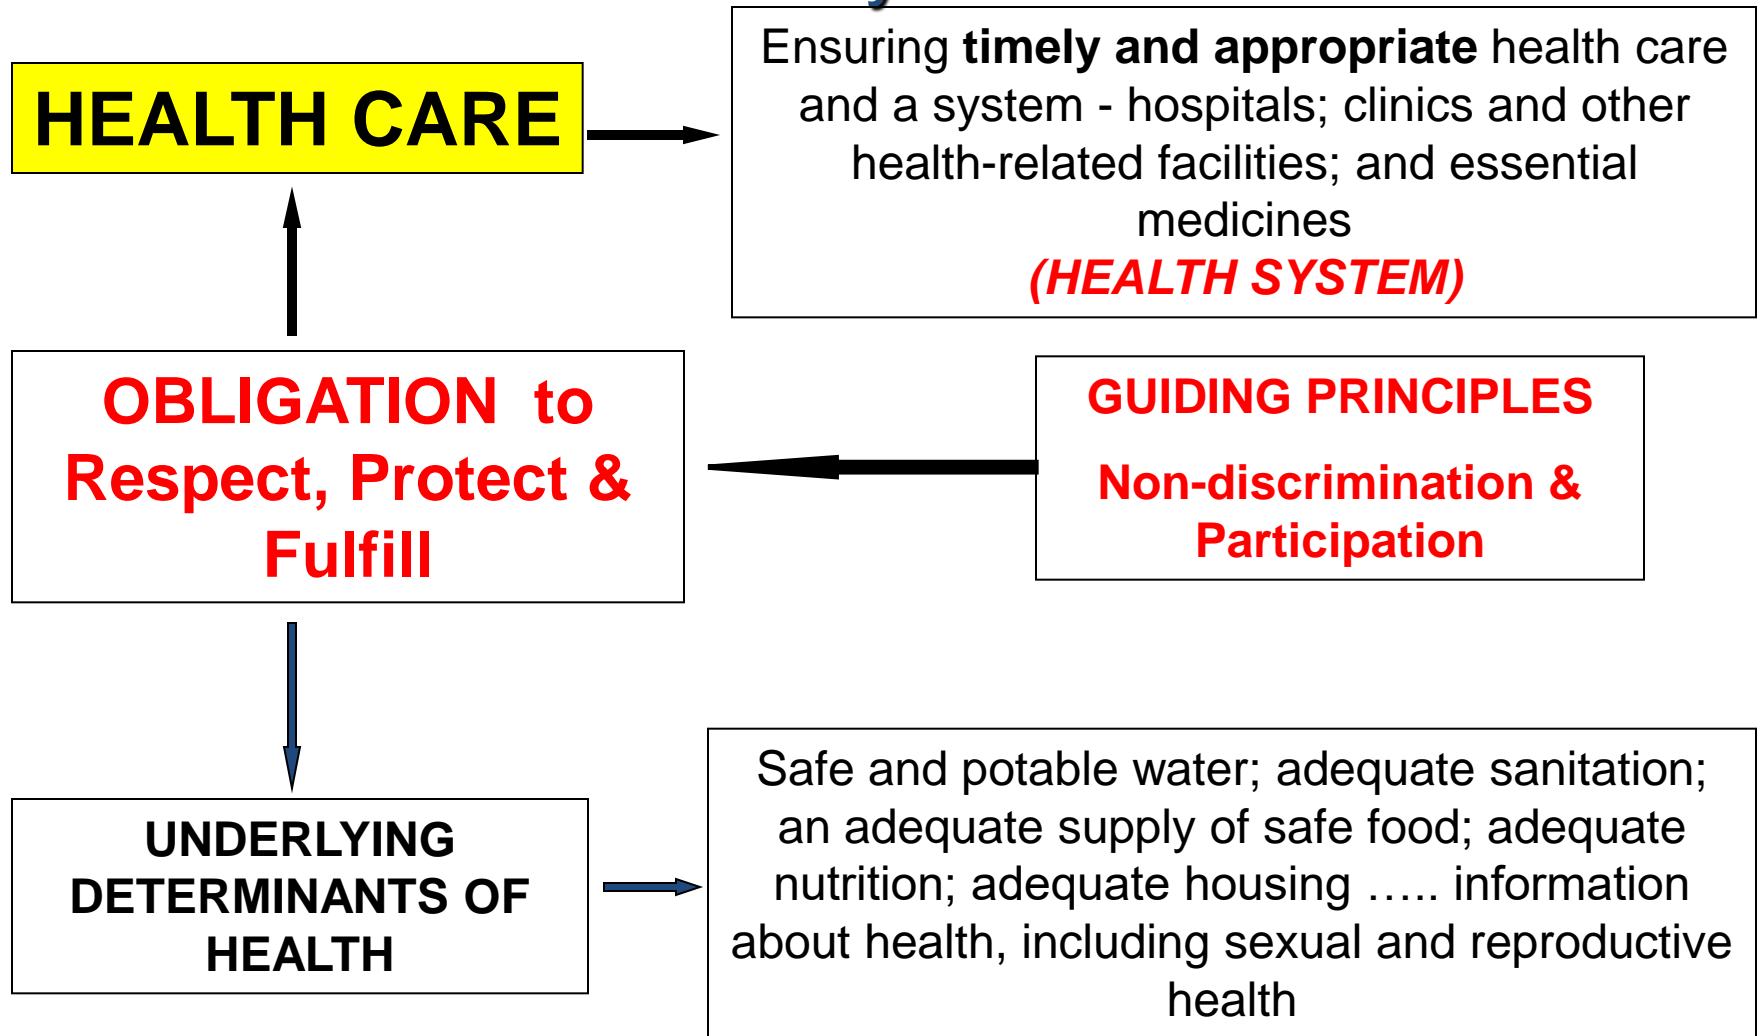 Ensuring timely and appropriate health care
and a system - hospitals; clinics and other
health-related facilities; and essential
medicines
(HEALTH SYSTEM)
HEALTH CARE
OBLIGATION to
Respect, Protect &
Fulfill
GUIDING PRINCIPLES
Non-discrimination &
Participation
UNDERLYING
DETERMINANTS OF
HEALTH
Safe and potable water; adequate sanitation;
an adequate supply of safe food; adequate
nutrition; adequate housing ….. information
about health, including sexual and reproductive
health